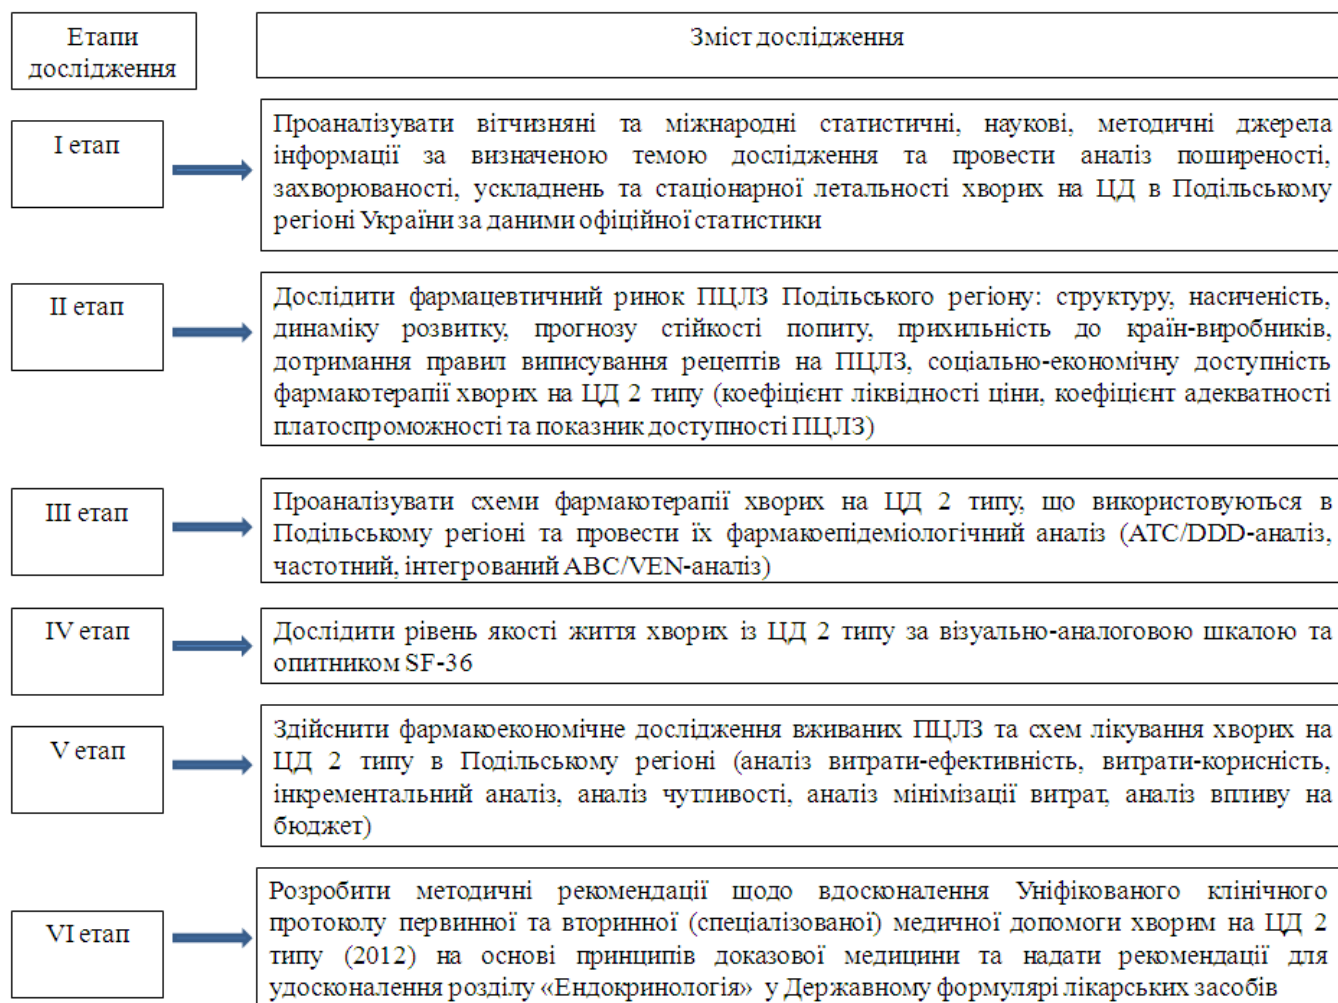 Етапи
дослідження
Зміст дослідження
I етап
Проаналізувати вітчизняні та міжнародні статистичні, наукові, методичні джерела
інформації за визначеною темою дослідження та провести аналіз поширеності,
захворюваності, ускладнень та стаціонарної летальності хворих на ЦД в Подільському
регіоні України за даними офіційної статистики
II етап
Дослідити фармацевтичний ринок ПЦЛЗ Подільського регіону: структуру, насиченість,
динаміку розвитку, прогнозу стійкості попиту, прихильність до країн-виробників,
дотримання правил виписування рецептів на ПЦЛЗ, соціально-економічну доступність
фармакотерапії хворих на ЦД 2 типу (коефіцієнт ліквідності ціни, коефіцієнт адекватності
платоспроможності та показник доступності ПЦЛЗ)
III етап
Проаналізувати схеми фармакотерапії хворих на ЦД 2 типу, що використовуються в
Подільському регіоні та провести їх фармакоепідеміологічний аналіз (АТС/DDD-аналіз,
частотний, інтегрований ABC/VEN-аналіз)
IV етап
Дослідити рівень якості життя хворих із ЦД 2 типу за візуально-аналоговою шкалою та
опитником SF-36
V етап
Здійснити фармакоекономічне дослідження вживаних ПЦЛЗ та схем лікування хворих на
ЦД 2 типу в Подільському регіоні (аналіз витрати-ефективність, витрати-корисність,
інкрементальний аналіз, аналіз чутливості, аналіз мінімізації витрат, аналіз впливу на
бюджет)
VI етап
Розробити методичні рекомендації щодо вдосконалення Уніфікованого клінічного
протоколу первинної та вторинної (спеціалізованої) медичної допомоги хворим на ЦД 2
типу (2012) на основі принципів доказової медицини та надати рекомендації для
удосконалення розділу «Ендокринологія» у Державному формулярі лікарських засобів